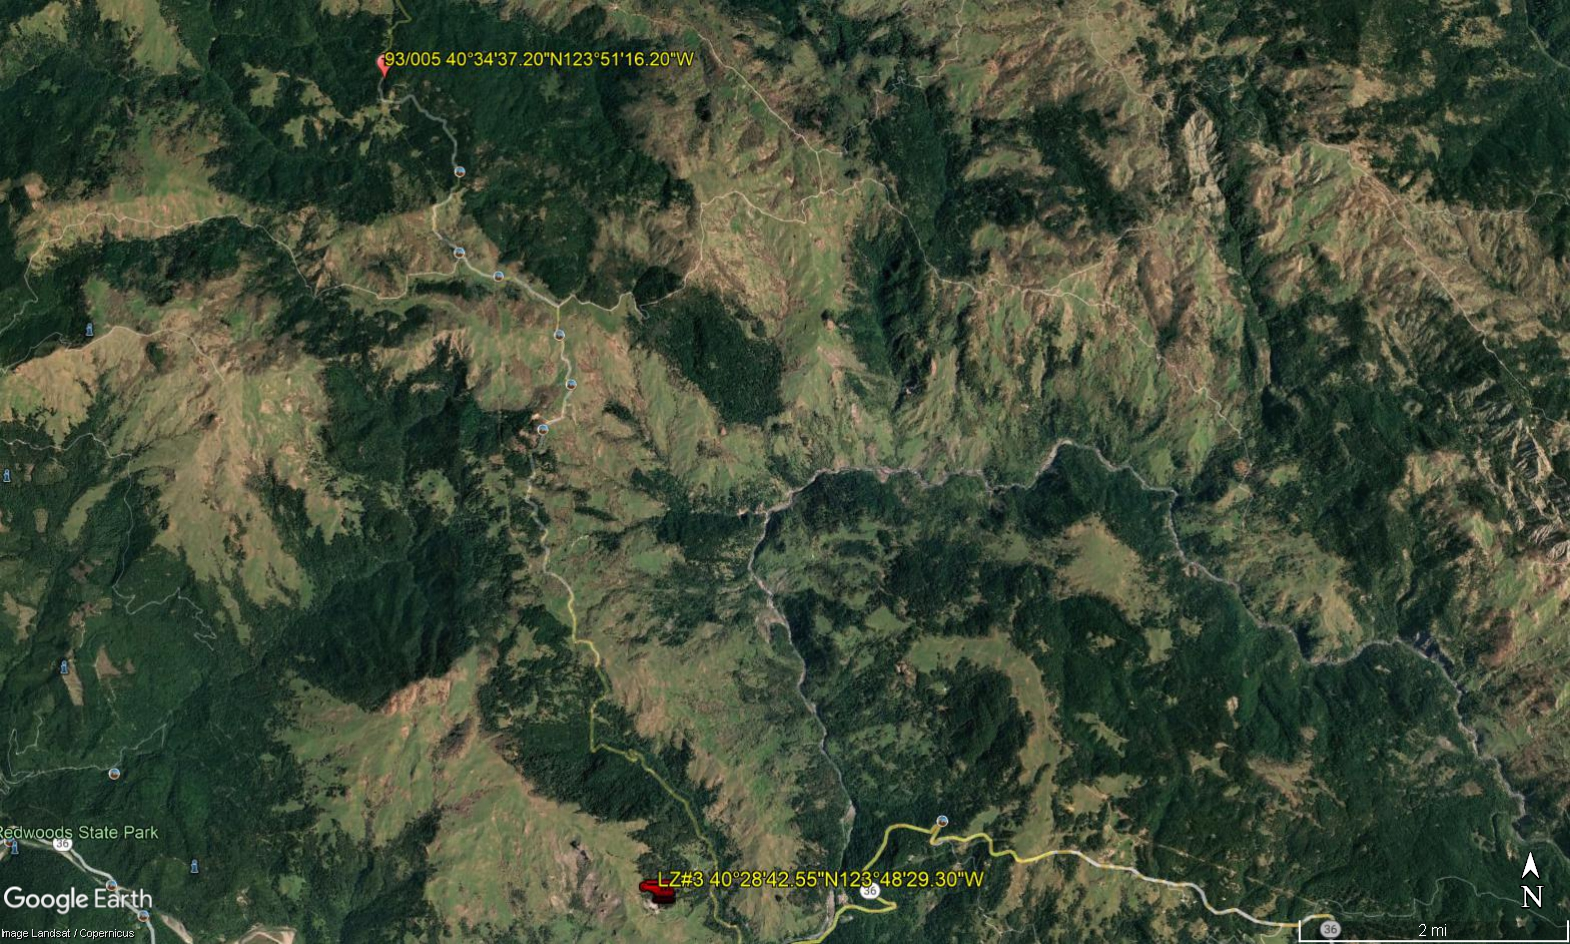 93/005 40°34'37.20"N123°51'16.20"W
Redwoods State Park
36
LZ#3 40°28'42.55"N123°48'29.30"W
36
Google Earth
N
36
2 mi
Image Landsat / Copernicus